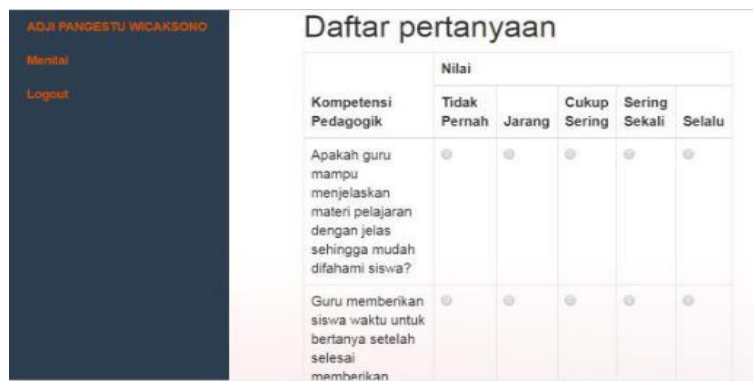 ADJI PANGESTU WICAKSONO
Menilai
Logout
Daftar pertanyaan
Nilai
Kompetensi Pedagogik
Tidak Pernah
Jarang
Cukup Sering
Sering Sekali
Selalu
Apakah guru
mampu
menjelaskan
materi pelajaran
dengan jelas
sehingga mudah
difahami siswa?
Guru memberikan
siswa waktu untuk
bertanya setelah
selesai
memberikan